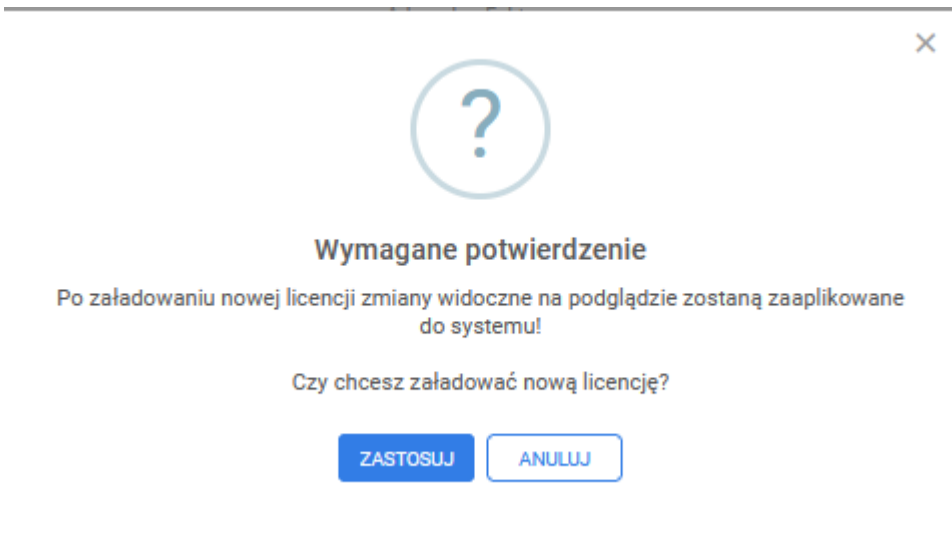 Wymagane potwierdzenie
Po załadowaniu nowej licencji zmiany widoczne na podglądzie zostaną zaaplikowane
do systemu!
Czy chcesz załadować nową licencję?
ZASTOSUJ ANULUJ